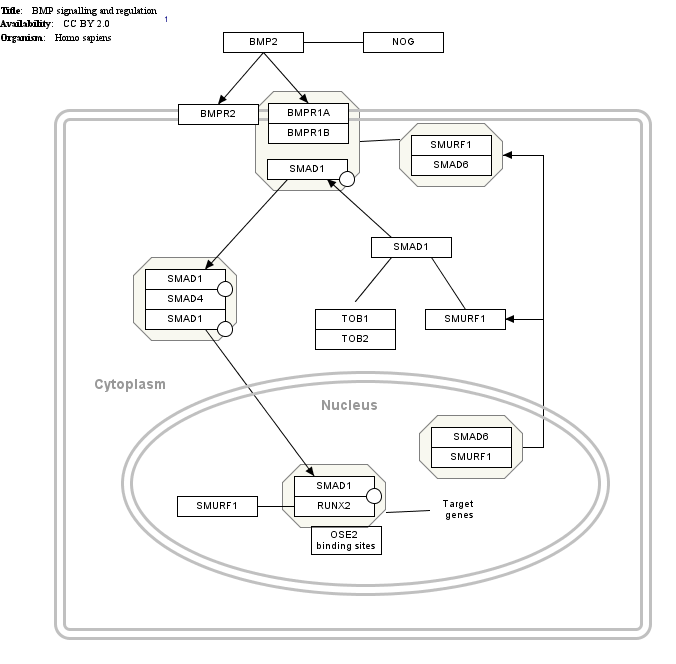 Title: BMP signalling and regulation
Availability: CC BY 2.0
1
Organism: Homo sapiens
BMP2
NOG
BMPR2
BMPR1A
BMPR1B
SMURF1
SMAD6
SMAD1
SMAD1
SMAD1
SMAD4
SMAD1
TOB1
TOB2
SMURF1
Cytoplasm
Nucleus
SMAD6
SMURF1
SMAD1
RUNX2
SMURF1
Target
genes
OSE2
binding sites